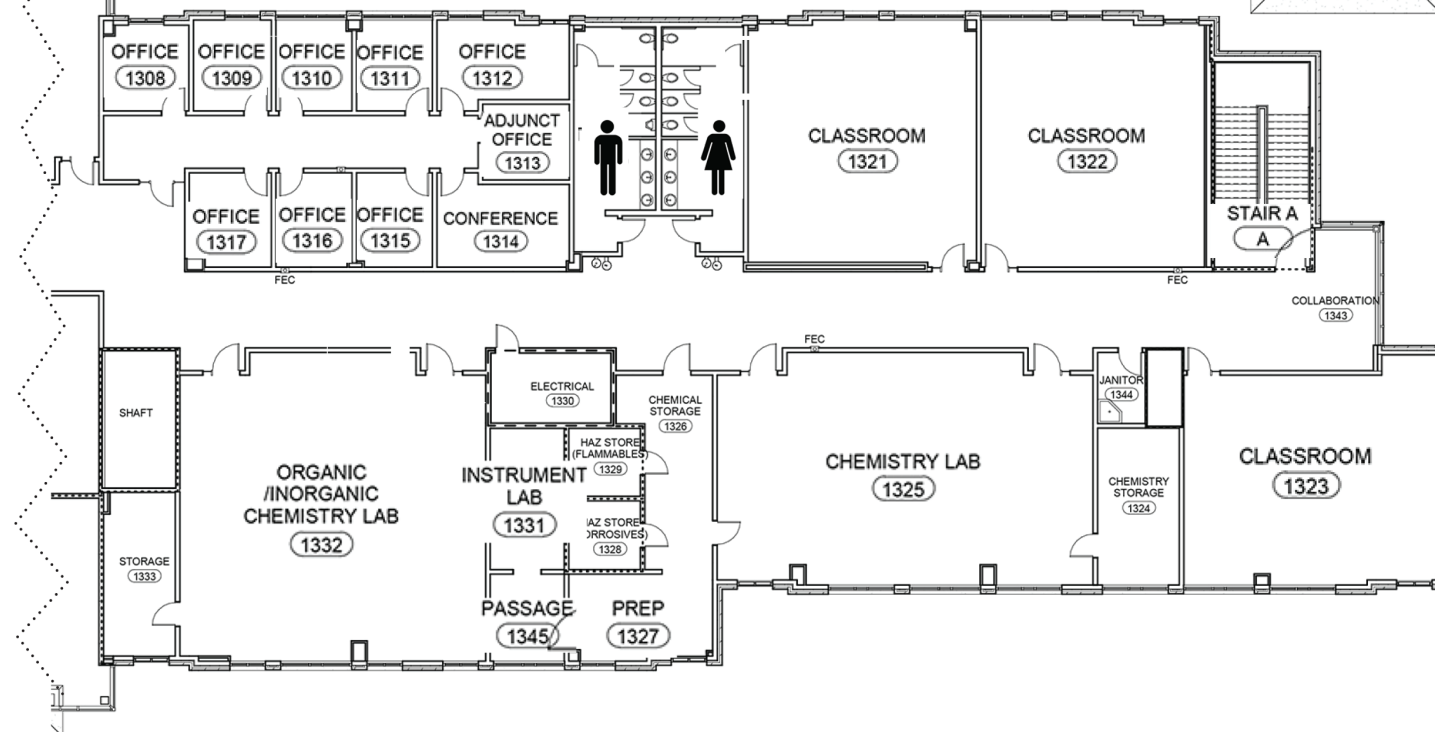 OFFICE
1308
OFFICE
1309
OFFICE
1310
OFFICE
1311
OFFICE
1312
ADJUNCT
OFFICE
1313
OFFICE
1317
OFFICE
1316
OFFICE
1315
CONFERENCE
1314
FEC
CLASSROOM
1321
CLASSROOM
1322
STAIR A
A
FEC
COLLABORATION
1343
FEC
SHAFT
STORAGE
1333
ORGANIC
/INORGANIC
CHEMISTRY LAB
1332
ELECTRICAL
1330
INSTRUMENT
LAB
1331
HAZ STORE
(FLAMMABLES)
1329
AZ STORE
ORROSIVES)
1328
CHEMICAL
STORAGE
1326
PASSAGE
1345
PREP
1327
CHEMISTRY LAB
1325
JANITOR
1344
CHEMISTRY
STORAGE
1324
CLASSROOM
1323